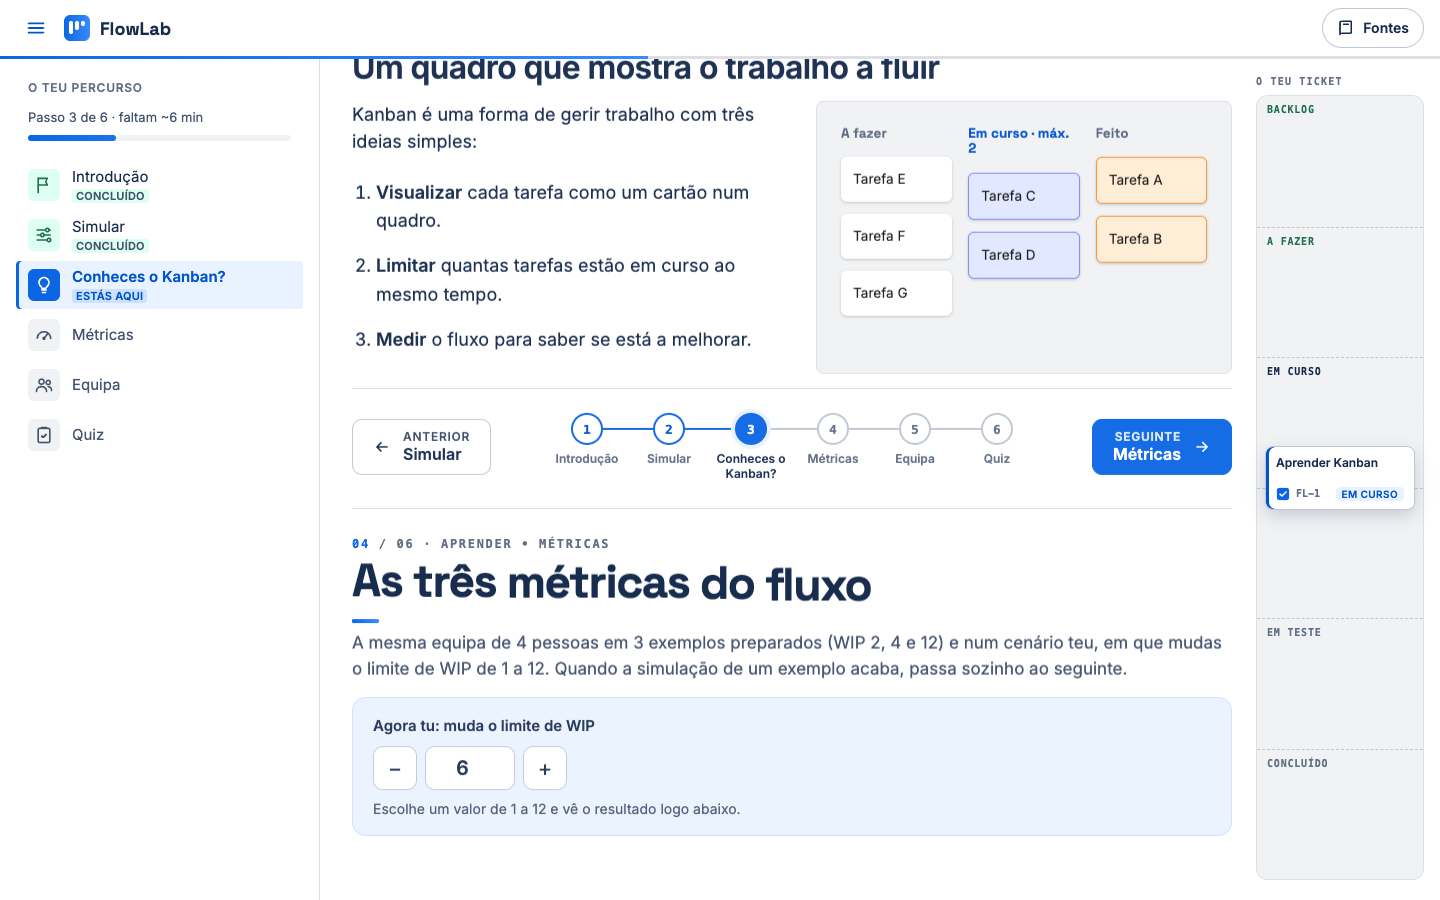 FlowLab
Fontes
O TEU PERCURSO
Passo 3 de 6 · faltam ~6 min
Introdução
CONCLUÍDO
Simular
CONCLUÍDO
Conheces o Kanban?
ESTÁS AQUI
Métricas
Equipa
Quiz
Um quadro que mostra o trabalho a fluir
Kanban é uma forma de gerir trabalho com três
ideias simples:
1. Visualizar cada tarefa como um cartão num
quadro.
2. Limitar quantas tarefas estão em curso ao
mesmo tempo.
3. Medir o fluxo para saber se está a melhorar.
A fazer
Tarefa E
Tarefa F
Tarefa G
Em curso · máx.
2
Tarefa C
Tarefa D
Feito
Tarefa A
Tarefa B
ANTERIOR
Simular
1
Introdução
2
Simular
3
Conheces o
Kanban?
4
Métricas
5
Equipa
6
Quiz
SEGUINTE
Métricas
04 / 06 · APRENDER • MÉTRICAS
As três métricas do fluxo
A mesma equipa de 4 pessoas em 3 exemplos preparados (WIP 2, 4 e 12) e num cenário teu, em que mudas
o limite de WIP de 1 a 12. Quando a simulação de um exemplo acaba, passa sozinho ao seguinte.
Agora tu: muda o limite de WIP
− 6 +
Escolhe um valor de 1 a 12 e vê o resultado logo abaixo.
O TEU TICKET
BACKLOG
A FAZER
EM CURSO
Aprender Kanban
FL-1 EM CURSO
EM TESTE
CONCLUÍDO